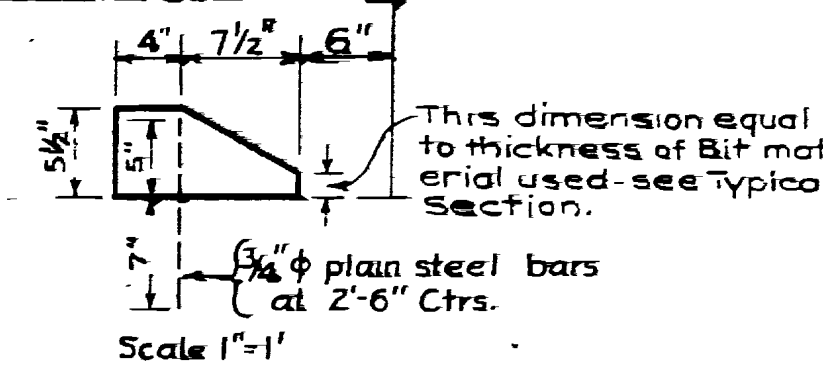 4" 7½" 6"
5½"
5"
This dimension equal
to thickness of Bit mat
erial used-see Typica
Section.
7"
¾"ϕ plain steel bars
at 2'-6" Ctrs.
Scale 1"=1'